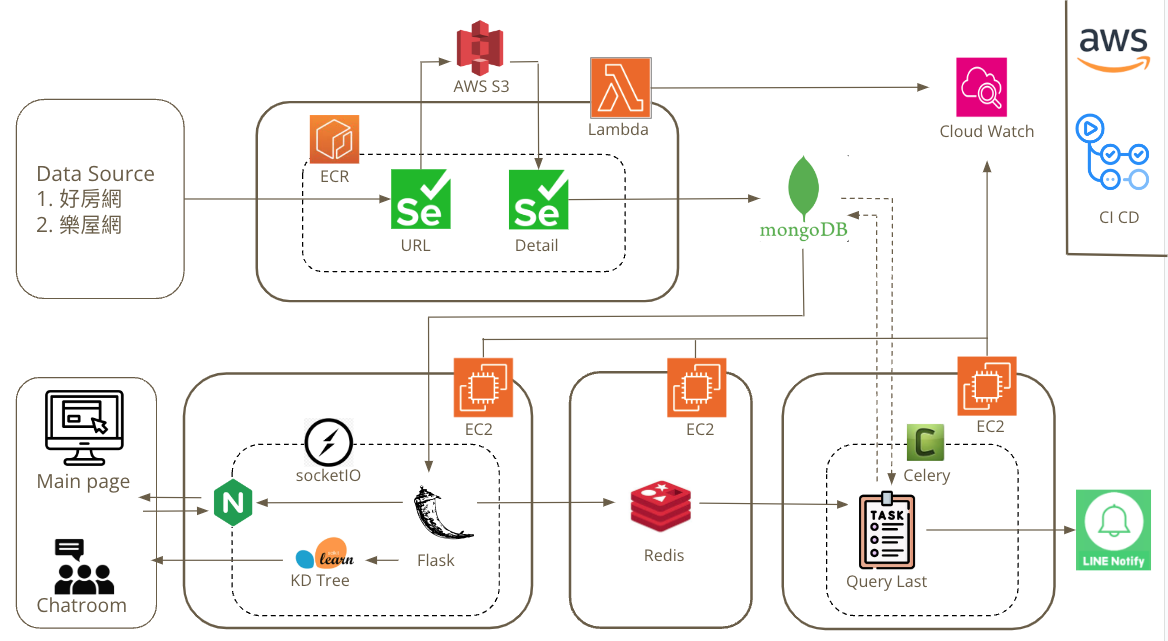 AWS S3
aws
Lambda
Cloud Watch
Data Source
1. 好房網
2. 樂屋網
ECR
Se
URL
Se
Detail
mongoDB
CI CD
EC2
EC2
EC2
socketIO
Celery
C
Main page
N
TASK
LINE Notify
learn
KD Tree
Flask
Redis
Query Last
Chatroom